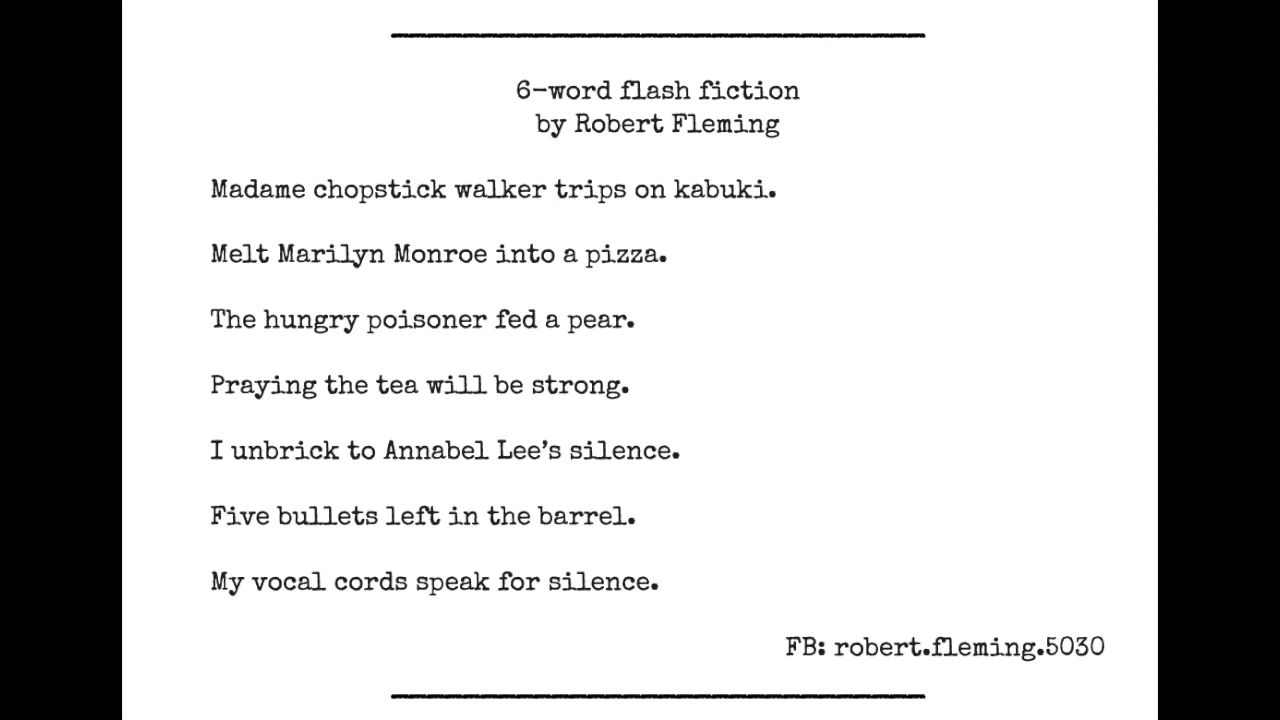 6-word flash fiction
by Robert Fleming
Madame chopstick walker trips on kabuki.
Melt Marilyn Monroe into a pizza.
The hungry poisoner fed a pear.
Praying the tea will be strong.
I unbrick to Annabel Lee’s silence.
Five bullets left in the barrel.
My vocal cords speak for silence.
FB: robert.fleming.5030